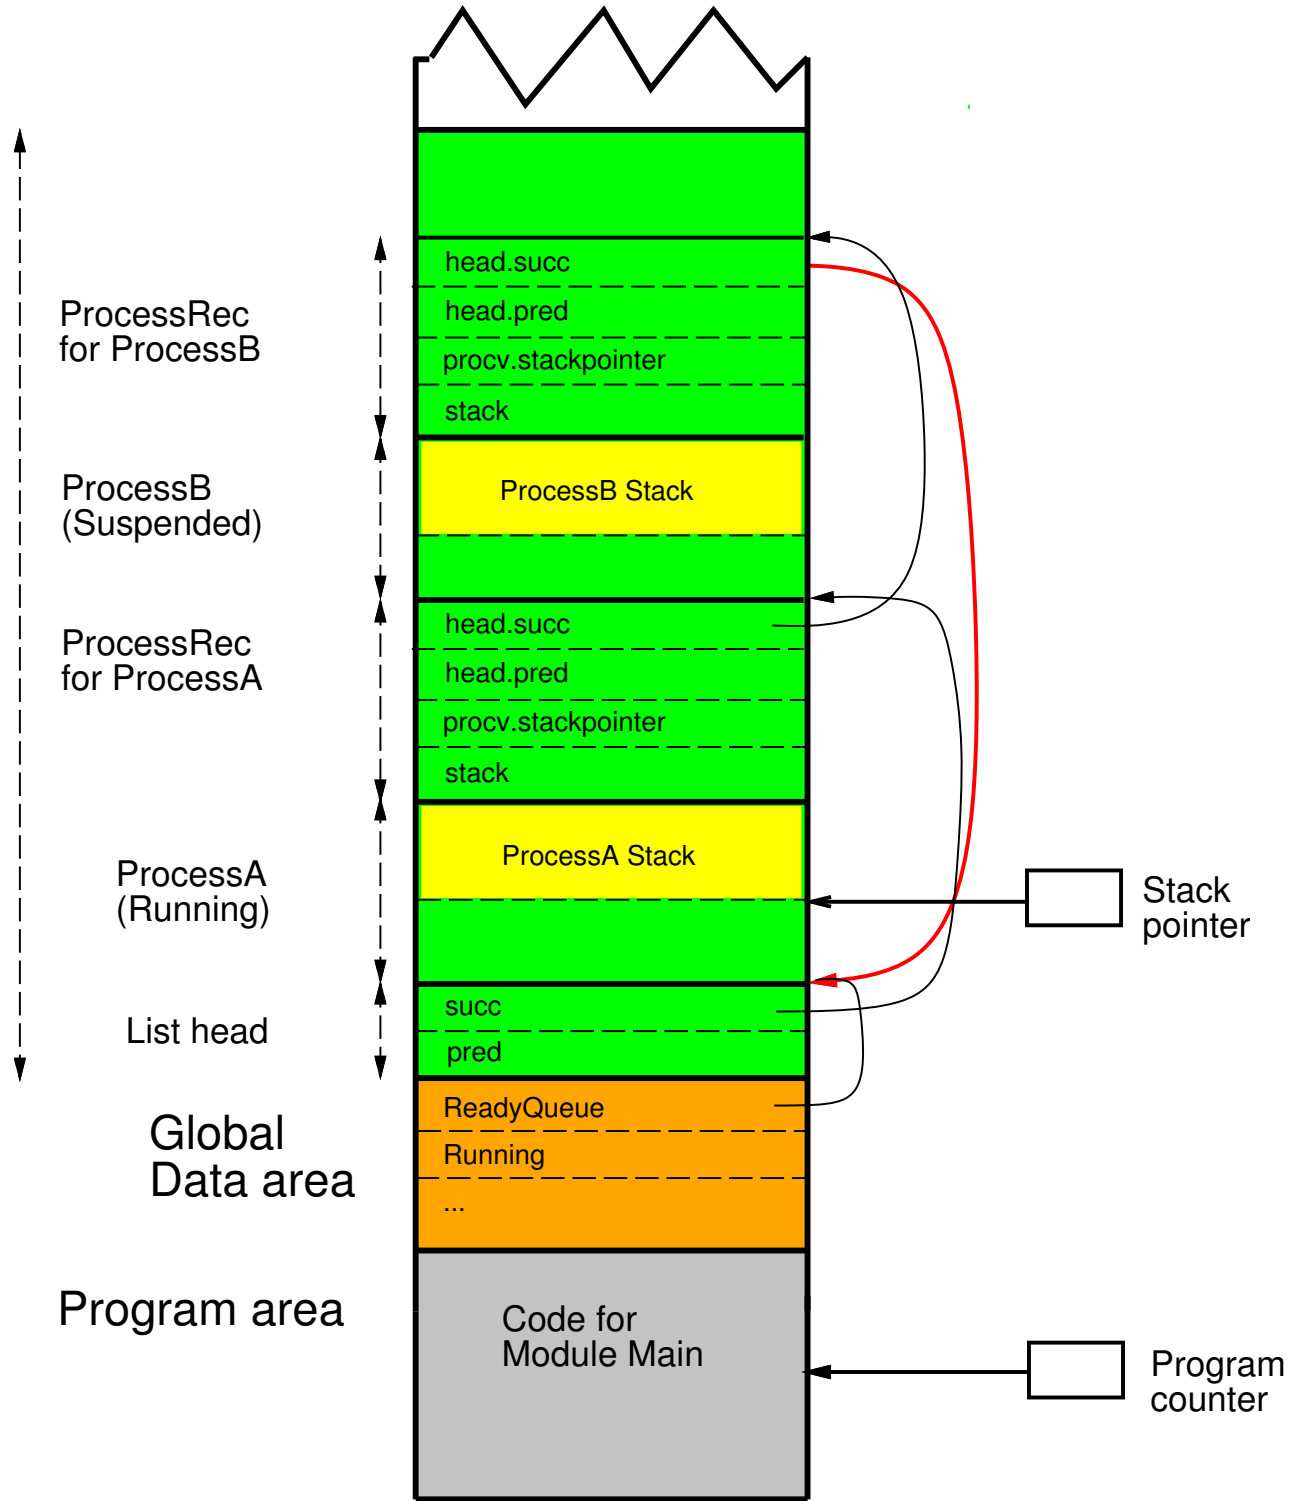 head.succ
head.pred
procv.stackpointer
stack
ProcessRec
for ProcessB
ProcessB Stack
ProcessB
(Suspended)
head.succ
head.pred
procv.stackpointer
stack
ProcessRec
for ProcessA
ProcessA Stack
ProcessA
(Running)
Stack
pointer
succ
pred
List head
ReadyQueue
Running
...
Global
Data area
Program area
Code for
Module Main
Program
counter